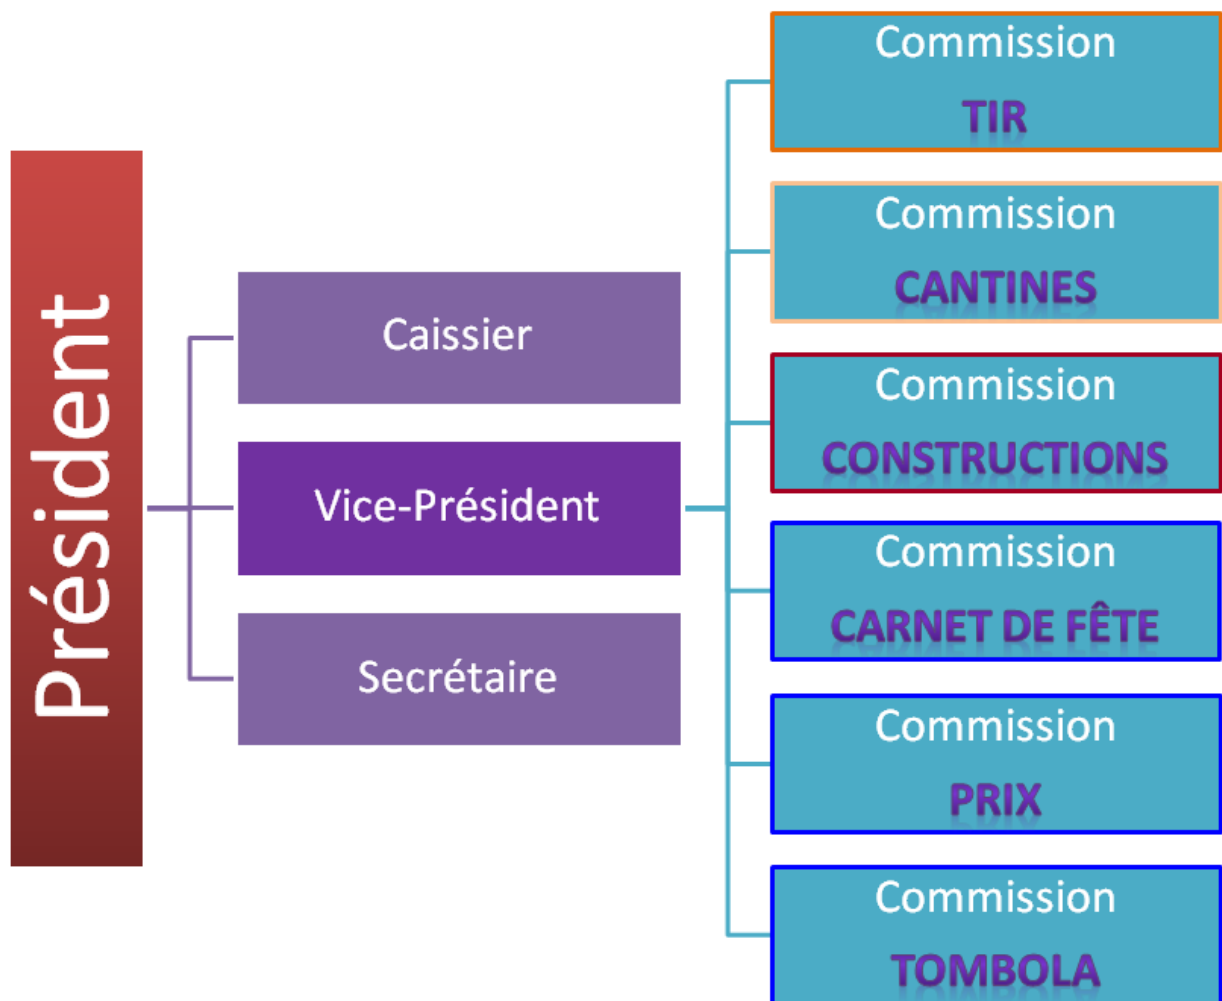 Président
Caissier
Vice-Président
Secrétaire
Commission
TIR
Commission
CANTINES
Commission
CONSTRUCTIONS
Commission
CARNET DE FÊTE
Commission
PRIX
Commission
TOMBOLA